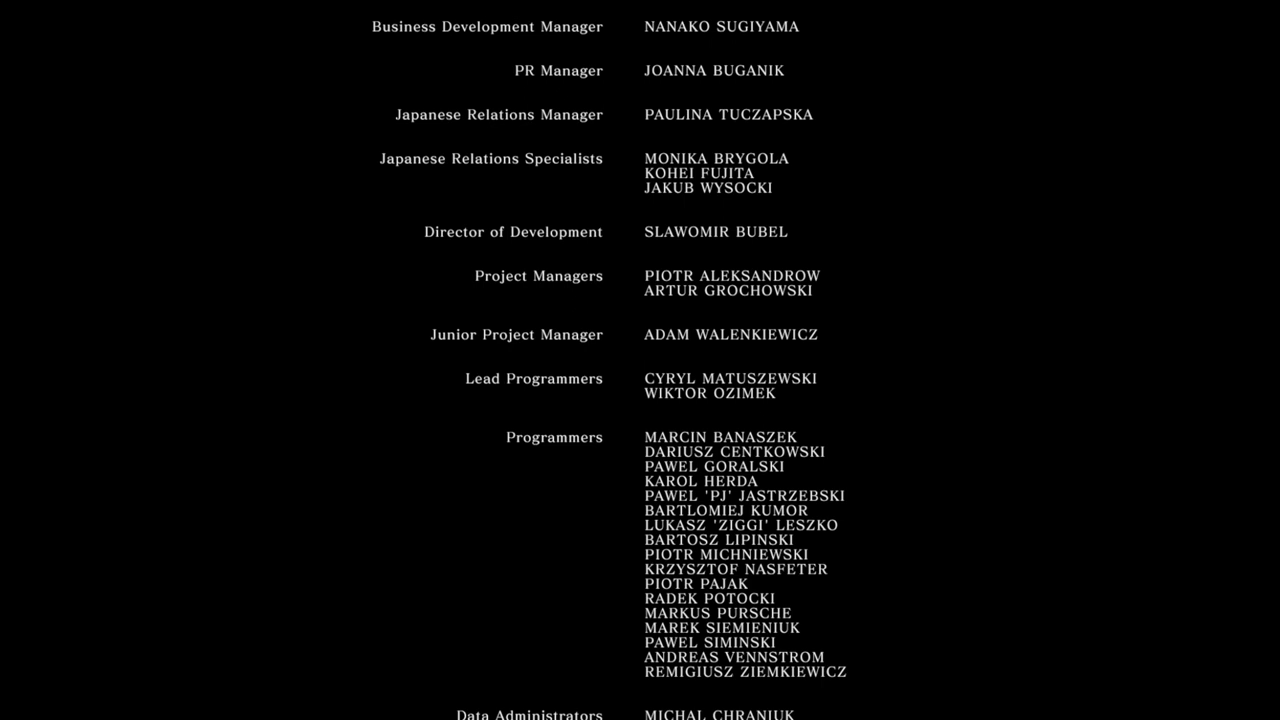 Business Development Manager NANAKO SUGIYAMA
PR Manager JOANNA BUGANIK
Japanese Relations Manager PAULINA TUCZAPSKA
Japanese Relations Specialists MONIKA BRYGOLA
KOHEI FUJITA
JAKUB WYSOCKI
Director of Development SLAWOMIR BUBEL
Project Managers PIOTR ALEKSANDROW
ARTUR GROCHOWSKI
Junior Project Manager ADAM WALENKIEWICZ
Lead Programmers CYRYL MATUSZEWSKI
WIKTOR OZIMEK
Programmers MARCIN BANASZEK
DARIUSZ CENTKOWSKI
PAWEL GORALSKI
KAROL HERDA
PAWEL 'PJ' JASTRZEBSKI
BARTLOMIEJ KUMOR
LUKASZ 'ZIGGI' LESZKO
BARTOSZ LIPINSKI
PIOTR MICHNIEWSKI
KRZYSZTOF NASFETER
PIOTR PAJAK
RADEK POTOCKI
MARKUS PURSCHE
MAREK SIEMIENIUK
PAWEL SIMINSKI
ANDREAS VENNSTROM
REMIGIUSZ ZIEMKIEWICZ
Data Administrators MICHAL CHRANIUK